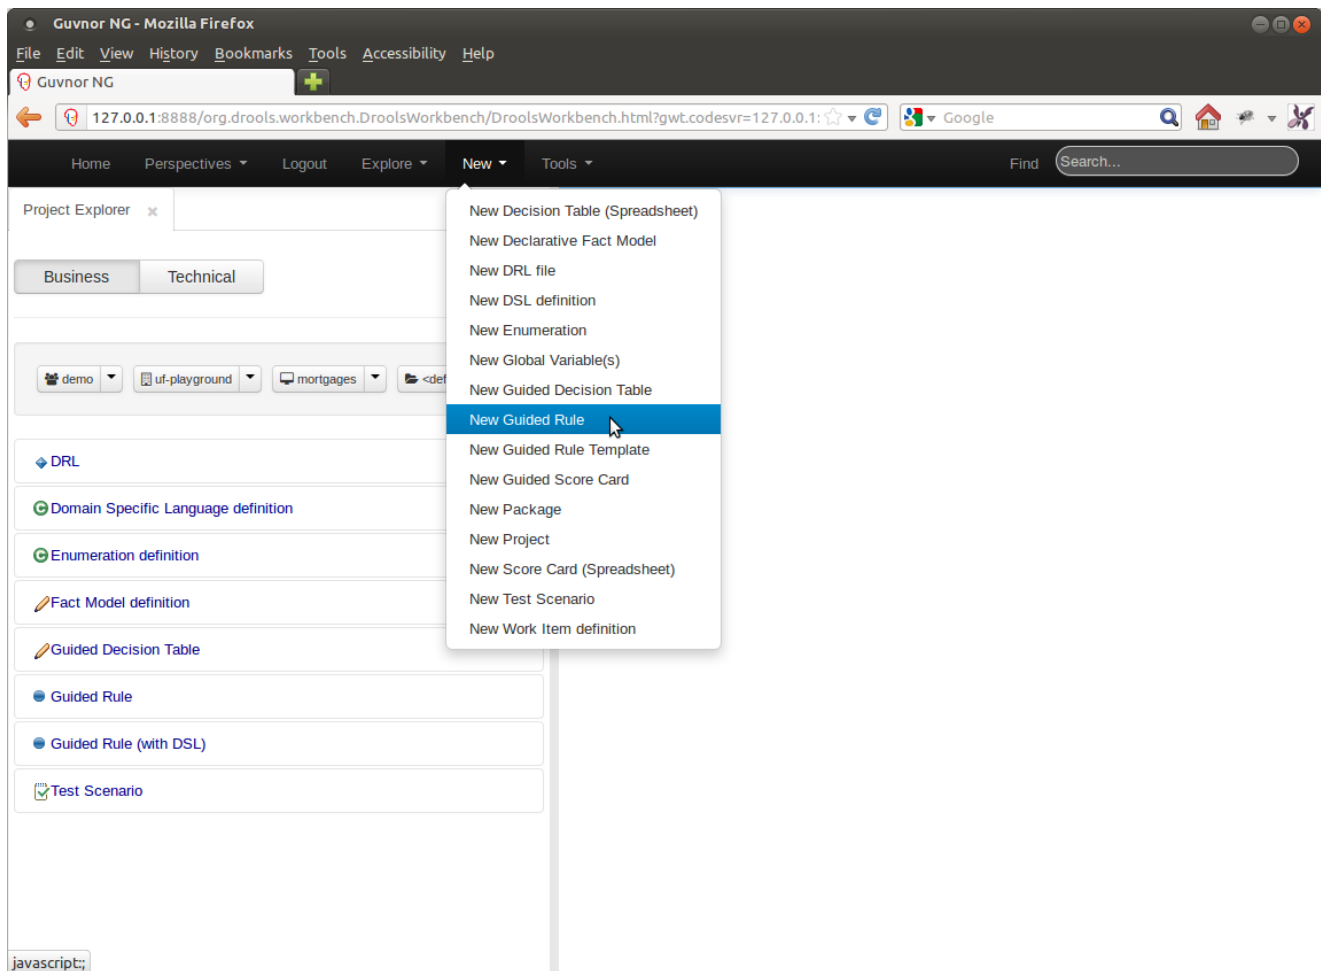 Guvnor NG - Mozilla Firefox
File Edit View History Bookmarks Tools Accessibility Help
Guvnor NG
127.0.0.1:8888/org.drools.workbench.DroolsWorkbench/DroolsWorkbench.html?gwt.codesvr=127.0.0.1: Google
Home Perspectives Logout Explore New Tools Find Search...
Project Explorer
New Decision Table (Spreadsheet)
New Declarative Fact Model
New DRL file
New DSL definition
New Enumeration
New Global Variable(s)
New Guided Decision Table
New Guided Rule
New Guided Rule Template
New Guided Score Card
New Package
New Project
New Score Card (Spreadsheet)
New Test Scenario
New Work Item definition
Business Technical
demo uf-playground mortgages <def
DRL
Domain Specific Language definition
Enumeration definition
Fact Model definition
Guided Decision Table
Guided Rule
Guided Rule (with DSL)
Test Scenario
javascript:;